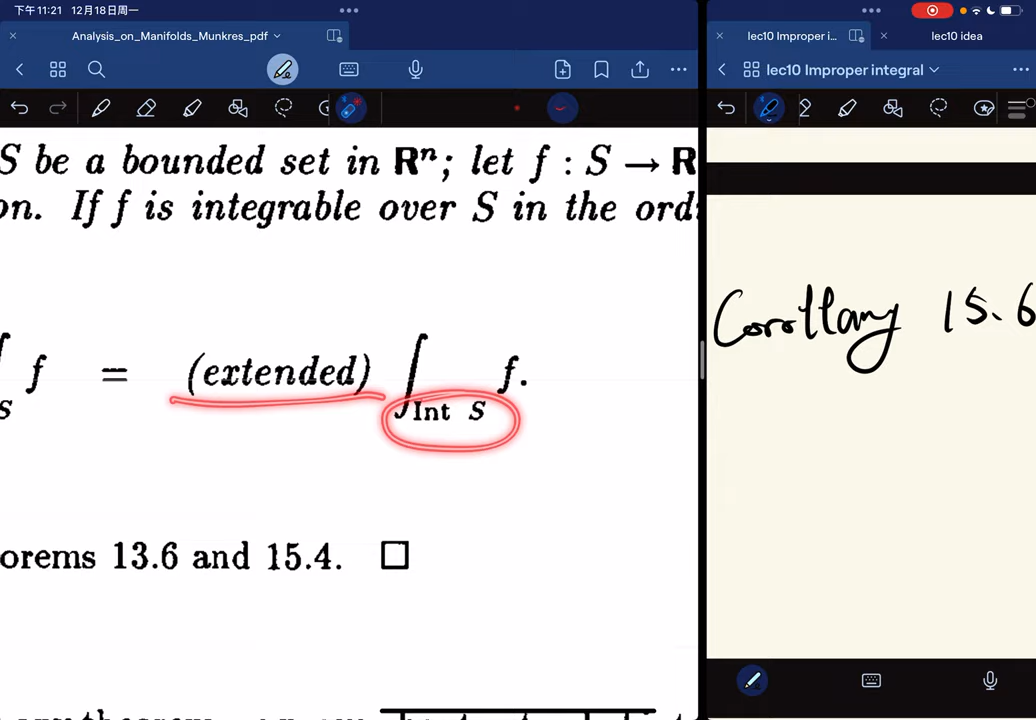 下午11:21 12月18日周一
Analysis_on_Manifolds_Munkres_pdf
lec10 Improper i...
lec10 idea
lec10 Improper integral
S be a bounded set in Rⁿ; let f : S → R
on. If f is integrable over S in the ord
f = (extended) ∫ f.
S Int S
orems 13.6 and 15.4. □
Corollary 15.6